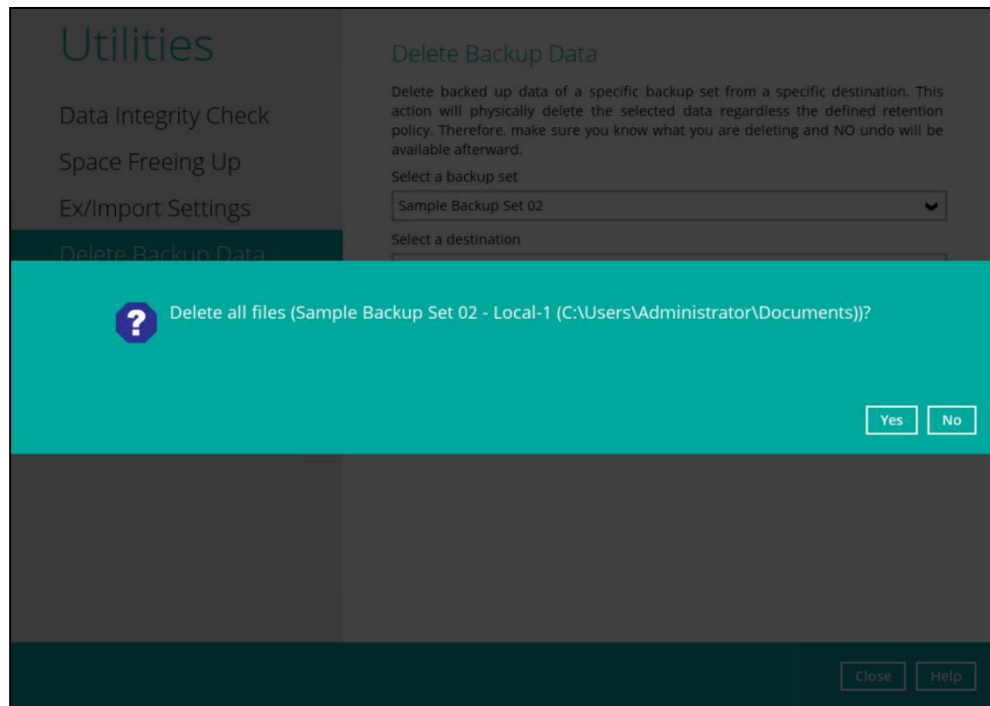 Utilities
Data Integrity Check
Space Freeing Up
Ex/Import Settings
Delete Backup Data
Delete Backup Data
Delete backed up data of a specific backup set from a specific destination. This
action will physically delete the selected data regardless the defined retention
policy. Therefore, make sure you know what you are deleting and NO undo will be
available afterward.
Select a backup set
Sample Backup Set 02
Select a destination
Delete all files (Sample Backup Set 02 - Local-1 (C:\Users\Administrator\Documents))?
Yes No
Close Help